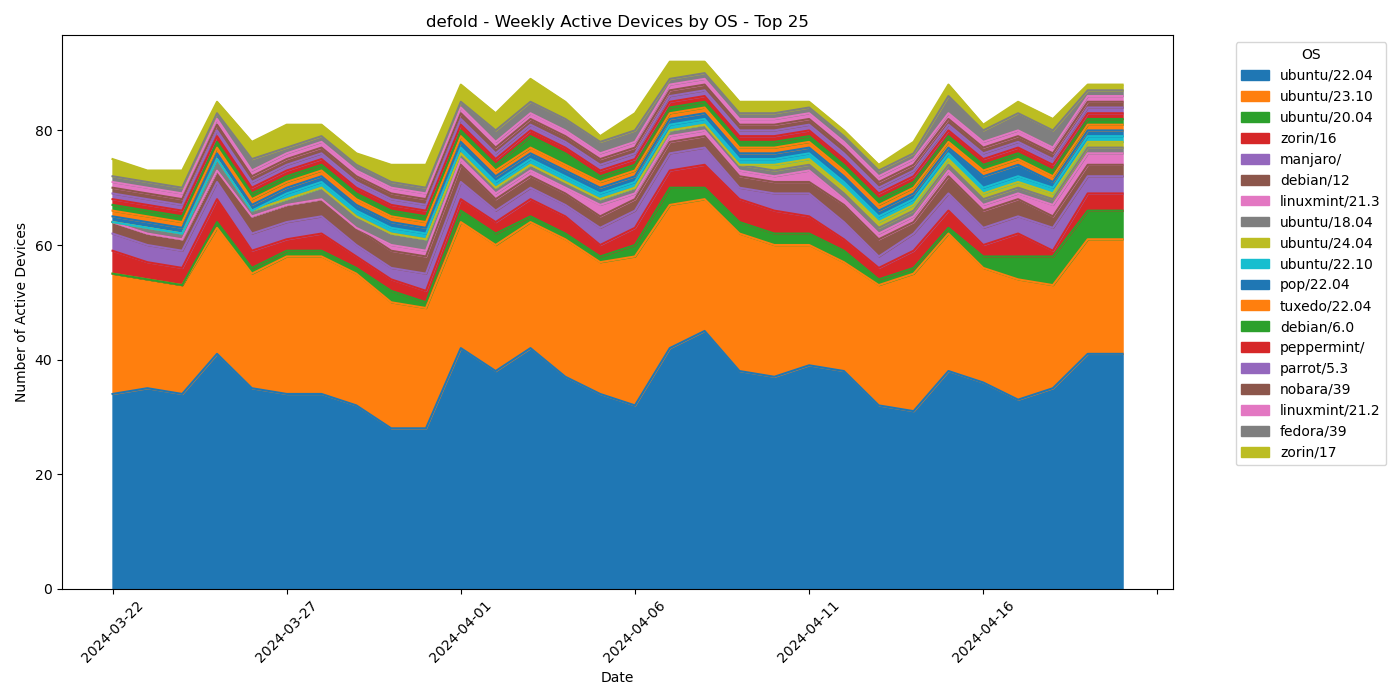 defold - Weekly Active Devices by OS - Top 25
Number of Active Devices
80
60
40
20
0
2024-03-22
2024-03-27
2024-04-01
2024-04-06
2024-04-11
2024-04-16
Date
OS
ubuntu/22.04
ubuntu/23.10
ubuntu/20.04
zorin/16
manjaro/
debian/12
linuxmint/21.3
ubuntu/18.04
ubuntu/24.04
ubuntu/22.10
pop/22.04
tuxedo/22.04
debian/6.0
peppermint/
parrot/5.3
nobara/39
linuxmint/21.2
fedora/39
zorin/17